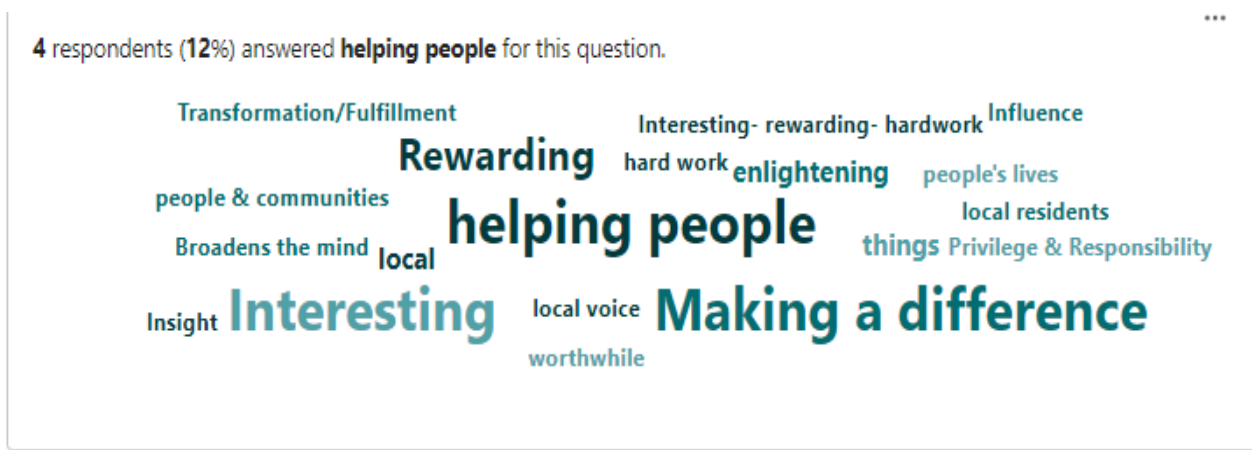 4 respondents (12%) answered helping people for this question.
Transformation/Fulfillment
Influence
Interesting- rewarding- hardwork
Rewarding
hard work
enlightening
people's lives
people & communities
helping people
local residents
Broadens the mind
local
things
Privilege & Responsibility
Insight
Interesting
local voice
Making a difference
worthwhile